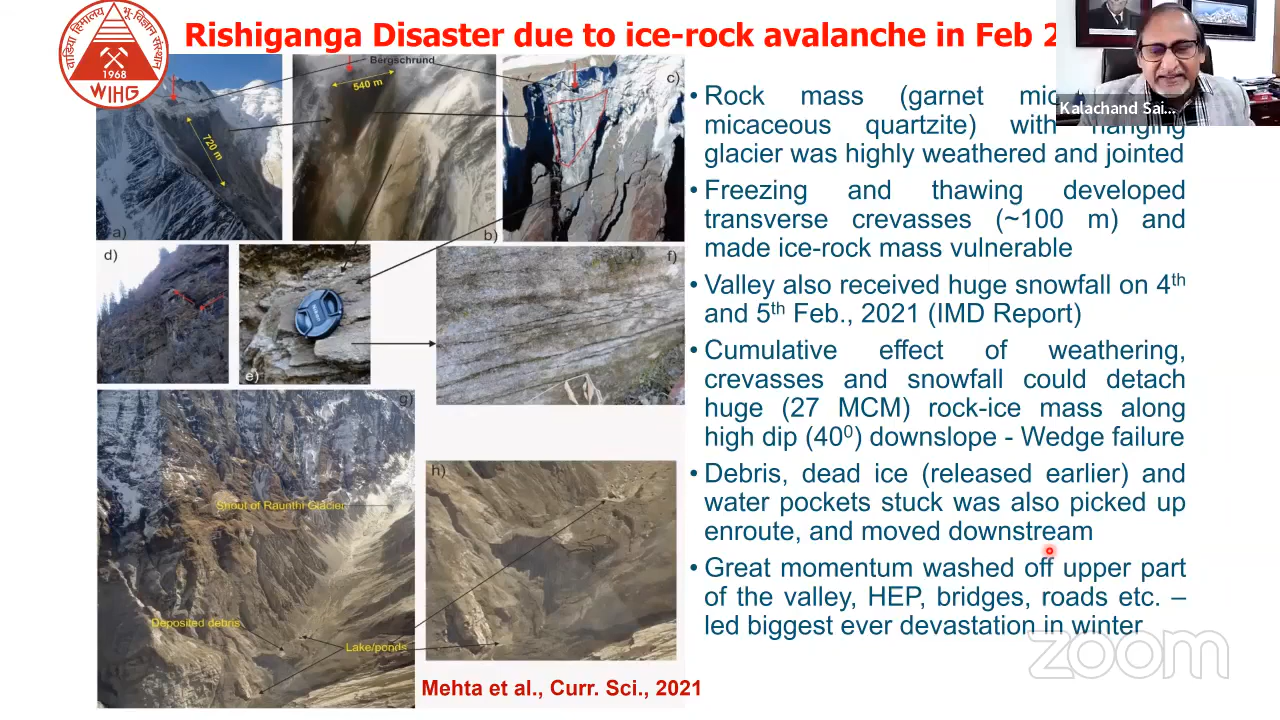 Rishiganga Disaster due to ice-rock avalanche in Feb 2
1968
WIHG
Kalachand Sai...
Bergschrund
540 m
720 m
a)
b)
c)
d)
e)
f)
g)
h)
Snout of Raunthi Glacier
Deposited debris
Lake/ponds
Mehta et al., Curr. Sci., 2021
• Rock mass (garnet
micaceous quartzite) with hanging
glacier was highly weathered and jointed
• Freezing and thawing developed
transverse crevasses (~100 m) and
made ice-rock mass vulnerable
• Valley also received huge snowfall on 4th
and 5th Feb., 2021 (IMD Report)
• Cumulative effect of weathering,
crevasses and snowfall could detach
huge (27 MCM) rock-ice mass along
high dip (40⁰) downslope - Wedge failure
• Debris, dead ice (released earlier) and
water pockets stuck was also picked up
enroute, and moved downstream
• Great momentum washed off upper part
of the valley, HEP, bridges, roads etc. –
led biggest ever devastation in winter
zoom